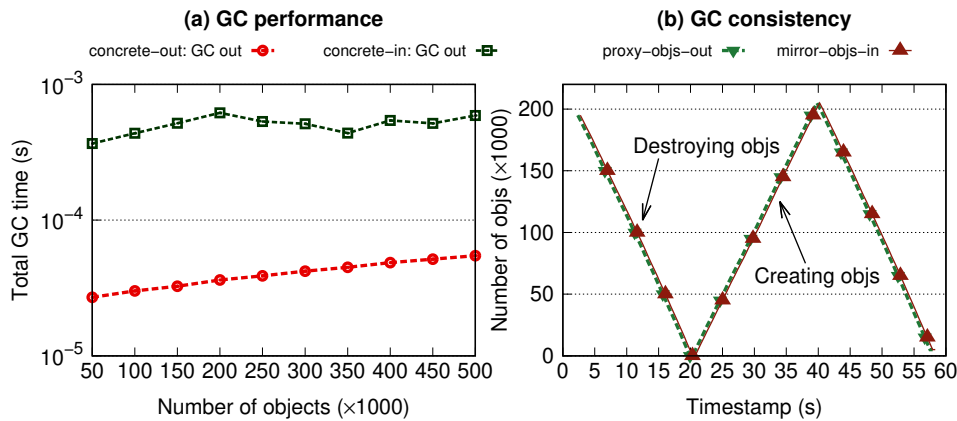 (a) GC performance
concrete-out: GC out
concrete-in: GC out
Total GC time (s)
10⁻³
10⁻⁴
10⁻⁵
50 100 150 200 250 300 350 400 450 500
Number of objects (×1000)
(b) GC consistency
proxy-objs-out
mirror-objs-in
Number of objs (×1000)
200
150
100
50
0
Destroying objs
Creating objs
0 5 10 15 20 25 30 35 40 45 50 55 60
Timestamp (s)